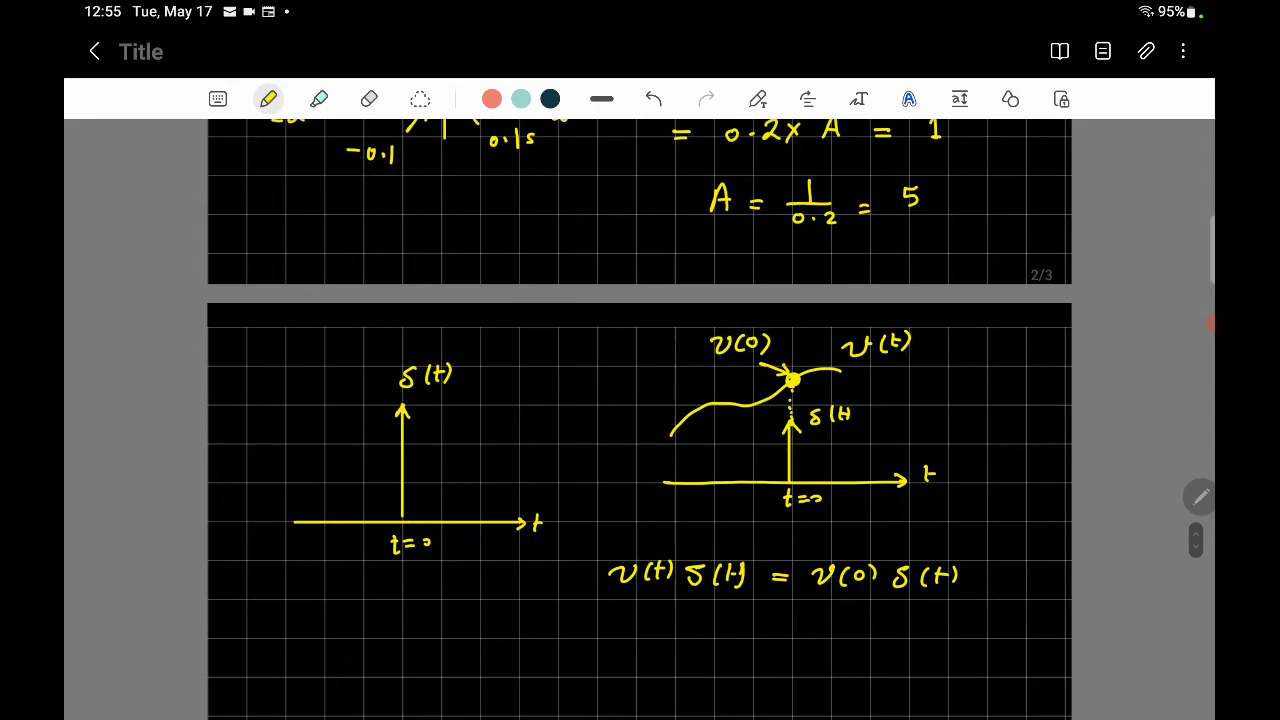 12:55 Tue, May 17
95%
Title
-0.1
0.1s
= 0.2x A = 1
A = 1/0.2 = 5
2/3
δ(t)
t
t=0
v(0)
v(t)
δ(t
t
t=0
v(t) δ(t) = v(0) δ(t)